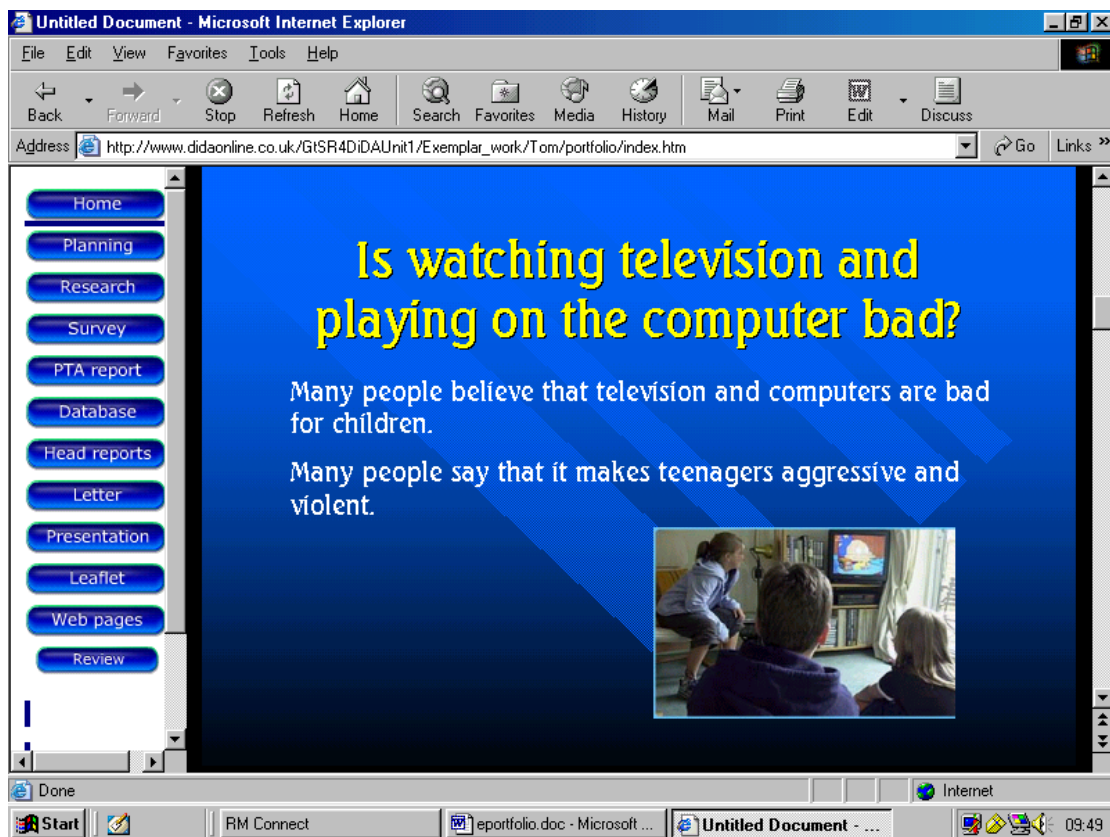 Untitled Document - Microsoft Internet Explorer
File Edit View Favorites Tools Help
Back Forward Stop Refresh Home Search Favorites Media History Mail Print Edit Discuss
Address http://www.didaonline.co.uk/GtSR4DiDAUnit1/Exemplar_work/Tom/portfolio/index.htm Go Links »
Home
Planning
Research
Survey
PTA report
Database
Head reports
Letter
Presentation
Leaflet
Web pages
Review
Is watching television and
playing on the computer bad?
Many people believe that television and computers are bad
for children.
Many people say that it makes teenagers aggressive and
violent.
Done Internet
Start RM Connect eportfolio.doc - Microsoft ... Untitled Document - ... 09:49